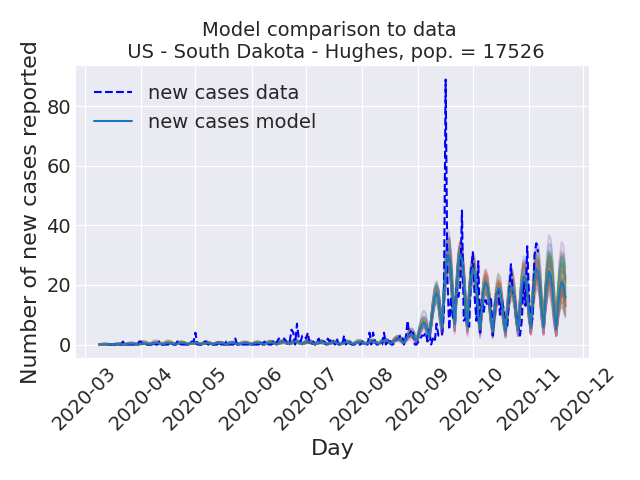 Model comparison to data
US - South Dakota - Hughes, pop. = 17526
Number of new cases reported
80
60
40
20
0
new cases data
new cases model
2020-03
2020-04
2020-05
2020-06
2020-07
2020-08
2020-09
2020-10
2020-11
2020-12
Day